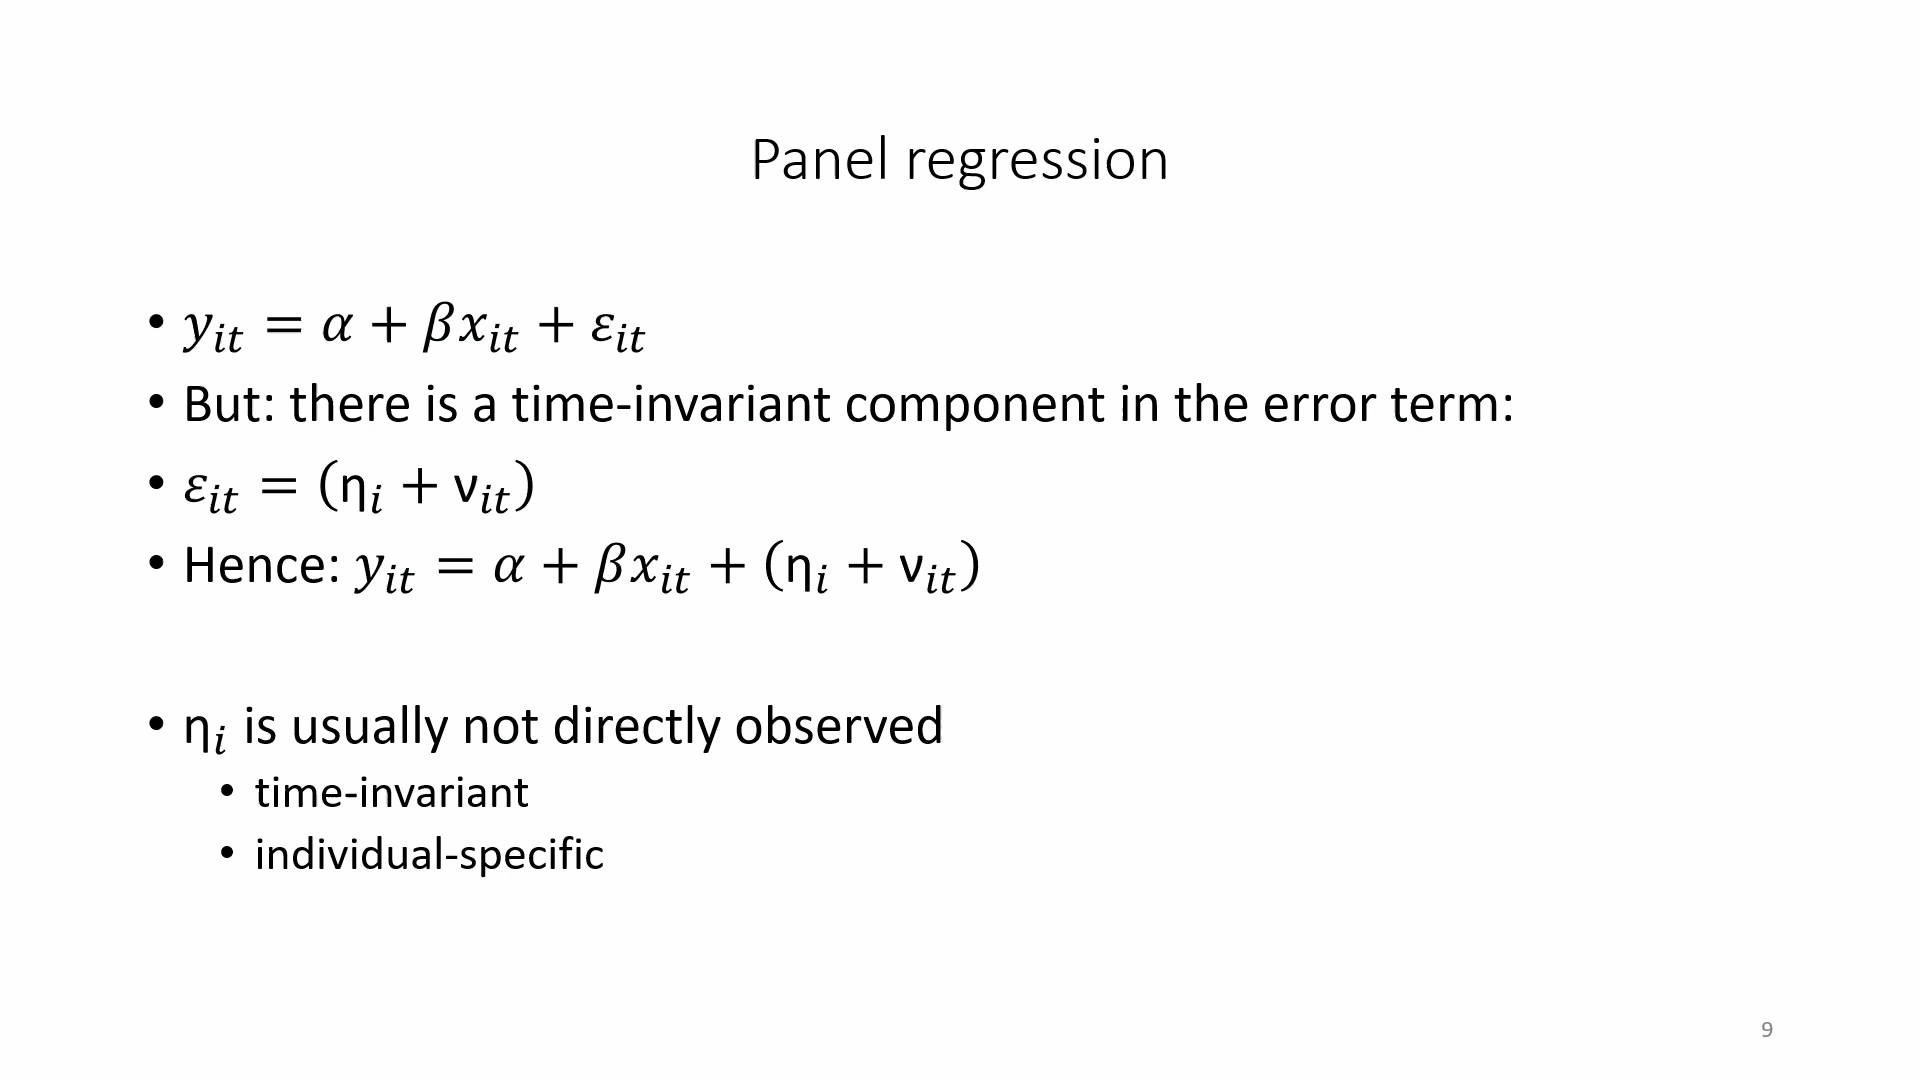 Panel regression
• 𝑦𝑖𝑡 = 𝛼 + 𝛽𝑥𝑖𝑡 + 𝜀𝑖𝑡
• But: there is a time-invariant component in the error term:
• 𝜀𝑖𝑡 = (η𝑖 + ν𝑖𝑡)
• Hence: 𝑦𝑖𝑡 = 𝛼 + 𝛽𝑥𝑖𝑡 + (η𝑖 + ν𝑖𝑡)
• η𝑖 is usually not directly observed
• time-invariant
• individual-specific
9